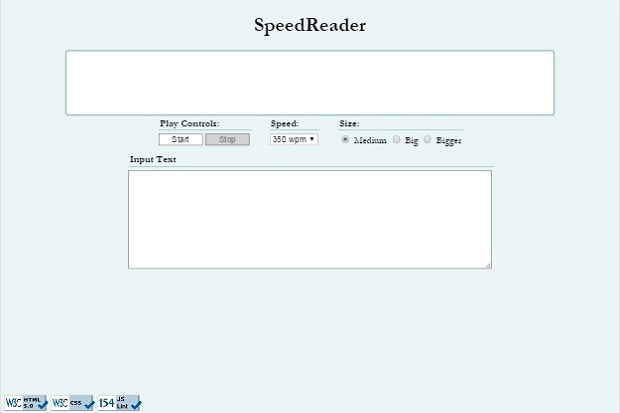 SpeedReader
Play Controls: Speed: Size:
Start Stop 350 wpm Medium Big Bigger
Input Text
W3C HTML 5.0 W3C css 154 JS Lint